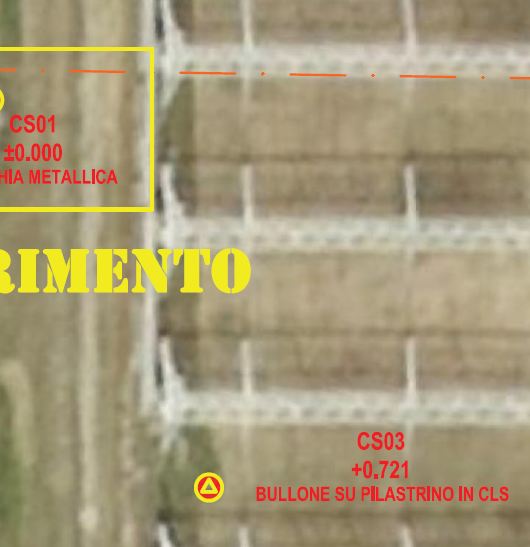 CS01
±0.000
HIA METALLICA
RIMENTO
CS03
+0.721
BULLONE SU PILASTRINO IN CLS